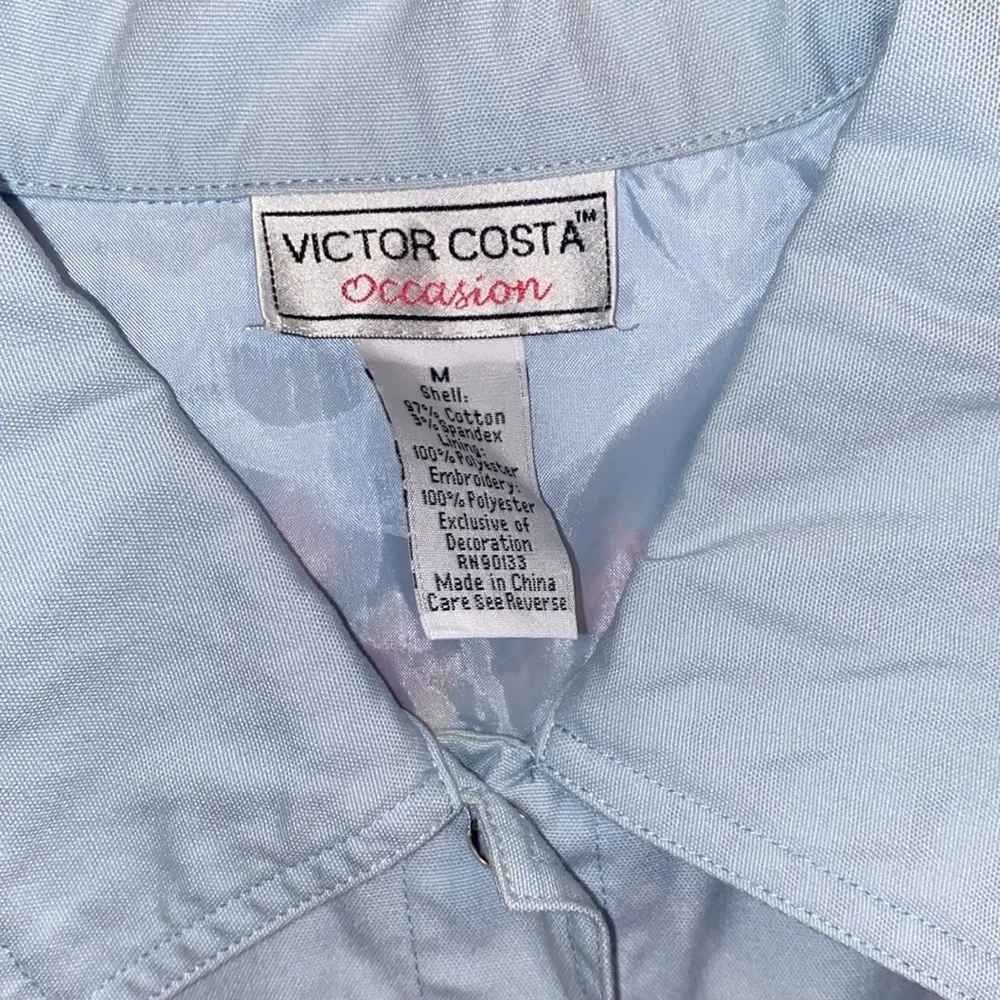 VICTOR COSTA™
Occasion
M
Shell:
97% Cotton
3% Spandex
Lining:
100% Polyester
Embroidery:
100% Polyester
Exclusive of
Decoration
RN90133
Made in China
Care See Reverse